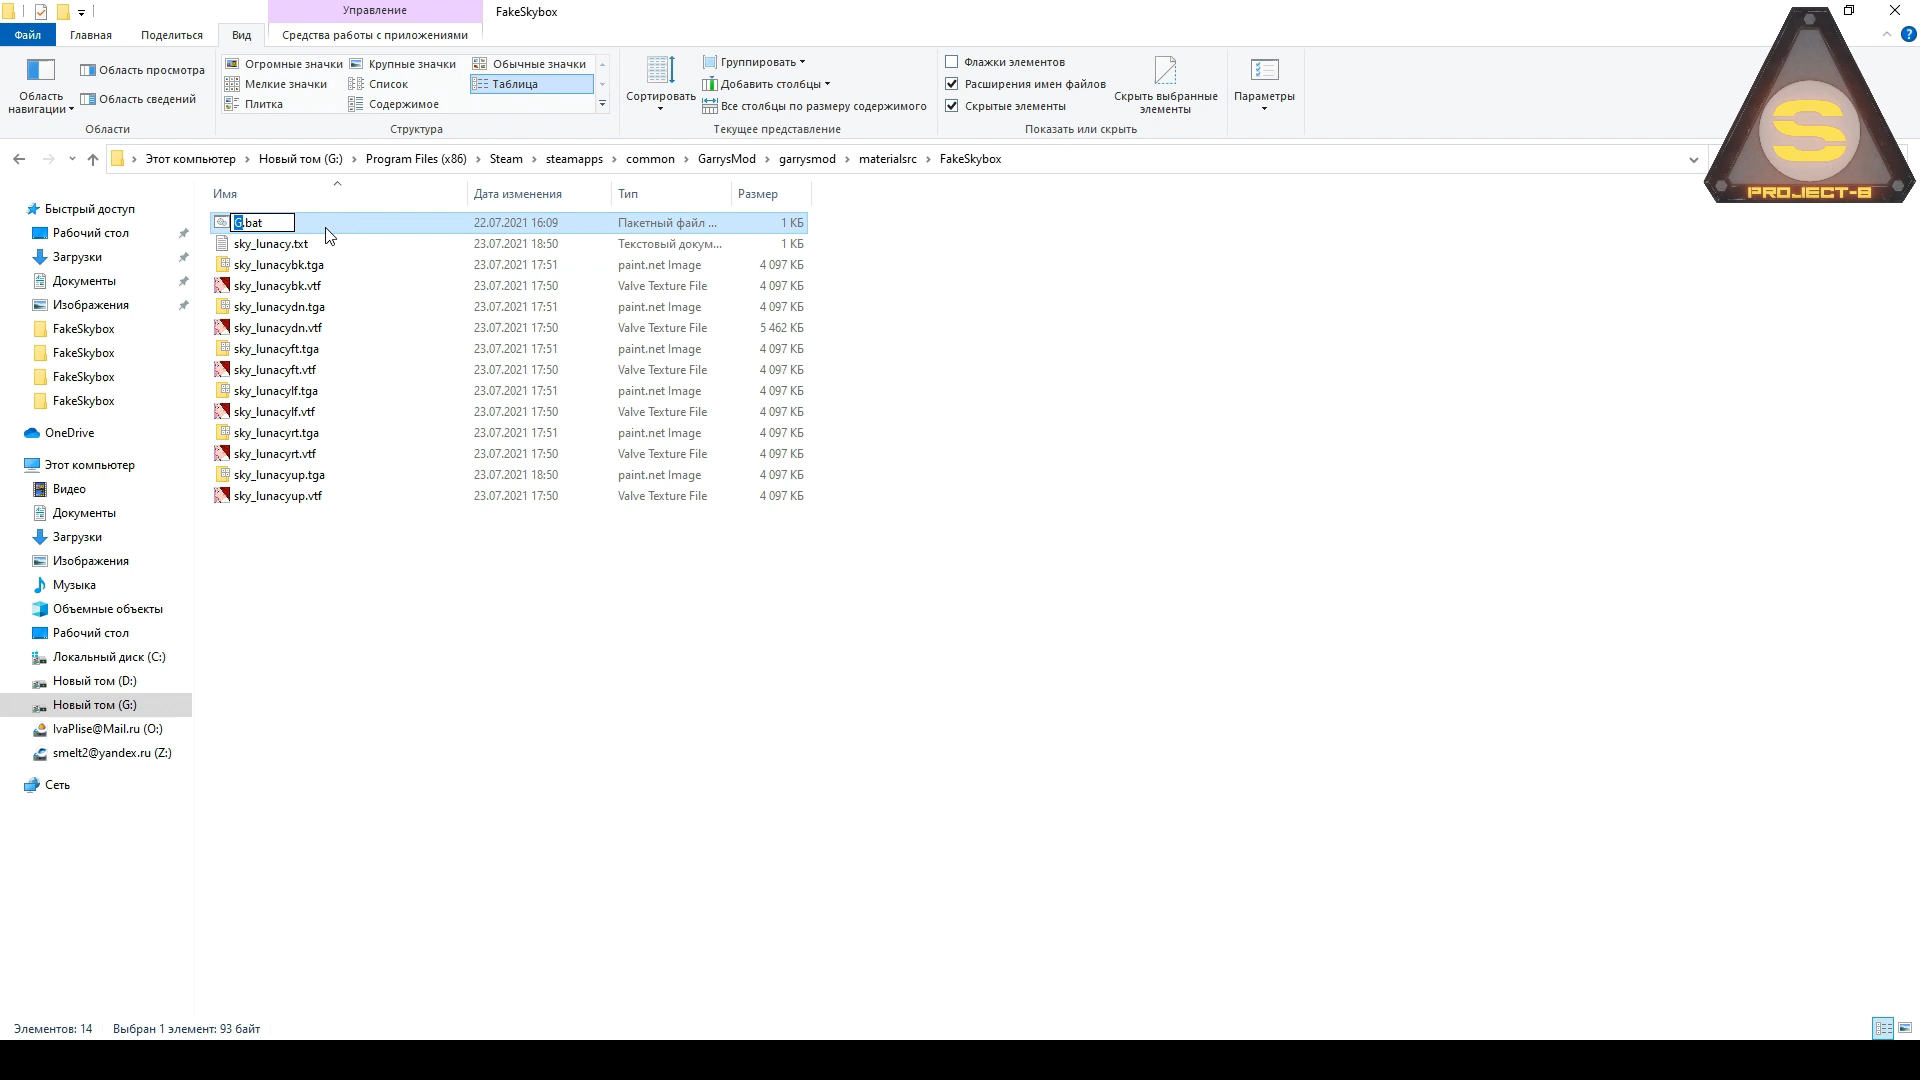 Управление
FakeSkybox
Файл
Главная
Поделиться
Вид
Средства работы с приложениями
Область навигации
Область просмотра
Область сведений
Области
Огромные значки
Крупные значки
Обычные значки
Мелкие значки
Список
Таблица
Плитка
Содержимое
Структура
Сортировать
Группировать
Добавить столбцы
Все столбцы по размеру содержимого
Текущее представление
Флажки элементов
Расширения имен файлов
Скрытые элементы
Скрыть выбранные элементы
Показать или скрыть
Параметры
Этот компьютер > Новый том (G:) > Program Files (x86) > Steam > steamapps > common > GarrysMod > garrysmod > materialsrc > FakeSkybox
S
PROJECT-8
Быстрый доступ
Рабочий стол
Загрузки
Документы
Изображения
FakeSkybox
FakeSkybox
FakeSkybox
FakeSkybox
OneDrive
Этот компьютер
Видео
Документы
Загрузки
Изображения
Музыка
Объемные объекты
Рабочий стол
Локальный диск (C:)
Новый том (D:)
Новый том (G:)
IvaPlise@Mail.ru (O:)
smelt2@yandex.ru (Z:)
Сеть
Имя Дата изменения Тип Размер
G.bat 22.07.2021 16:09 Пакетный файл ... 1 КБ
sky_lunacy.txt 23.07.2021 18:50 Текстовый докум... 1 КБ
sky_lunacybk.tga 23.07.2021 17:51 paint.net Image 4 097 КБ
sky_lunacybk.vtf 23.07.2021 17:50 Valve Texture File 4 097 КБ
sky_lunacydn.tga 23.07.2021 17:51 paint.net Image 4 097 КБ
sky_lunacydn.vtf 23.07.2021 17:50 Valve Texture File 5 462 КБ
sky_lunacyft.tga 23.07.2021 17:51 paint.net Image 4 097 КБ
sky_lunacyft.vtf 23.07.2021 17:50 Valve Texture File 4 097 КБ
sky_lunacylf.tga 23.07.2021 17:51 paint.net Image 4 097 КБ
sky_lunacylf.vtf 23.07.2021 17:50 Valve Texture File 4 097 КБ
sky_lunacyrt.tga 23.07.2021 17:51 paint.net Image 4 097 КБ
sky_lunacyrt.vtf 23.07.2021 17:50 Valve Texture File 4 097 КБ
sky_lunacyup.tga 23.07.2021 18:50 paint.net Image 4 097 КБ
sky_lunacyup.vtf 23.07.2021 17:50 Valve Texture File 4 097 КБ
Элементов: 14 Выбран 1 элемент: 93 байт